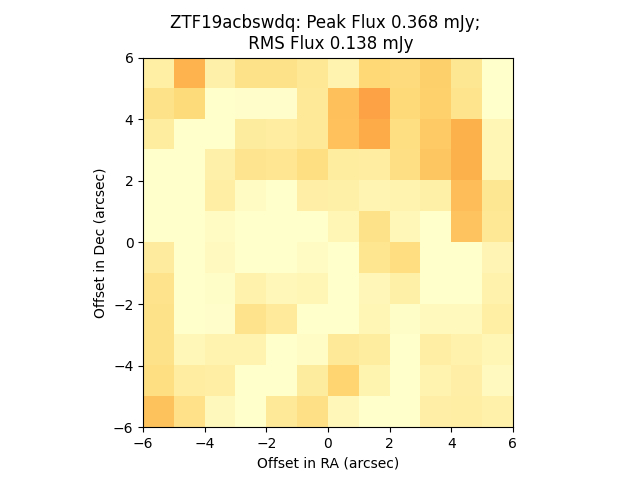 ZTF19acbswdq: Peak Flux 0.368 mJy;
RMS Flux 0.138 mJy
6
4
2
0
−2
−4
−6
Offset in Dec (arcsec)
−6 −4 −2 0 2 4 6
Offset in RA (arcsec)